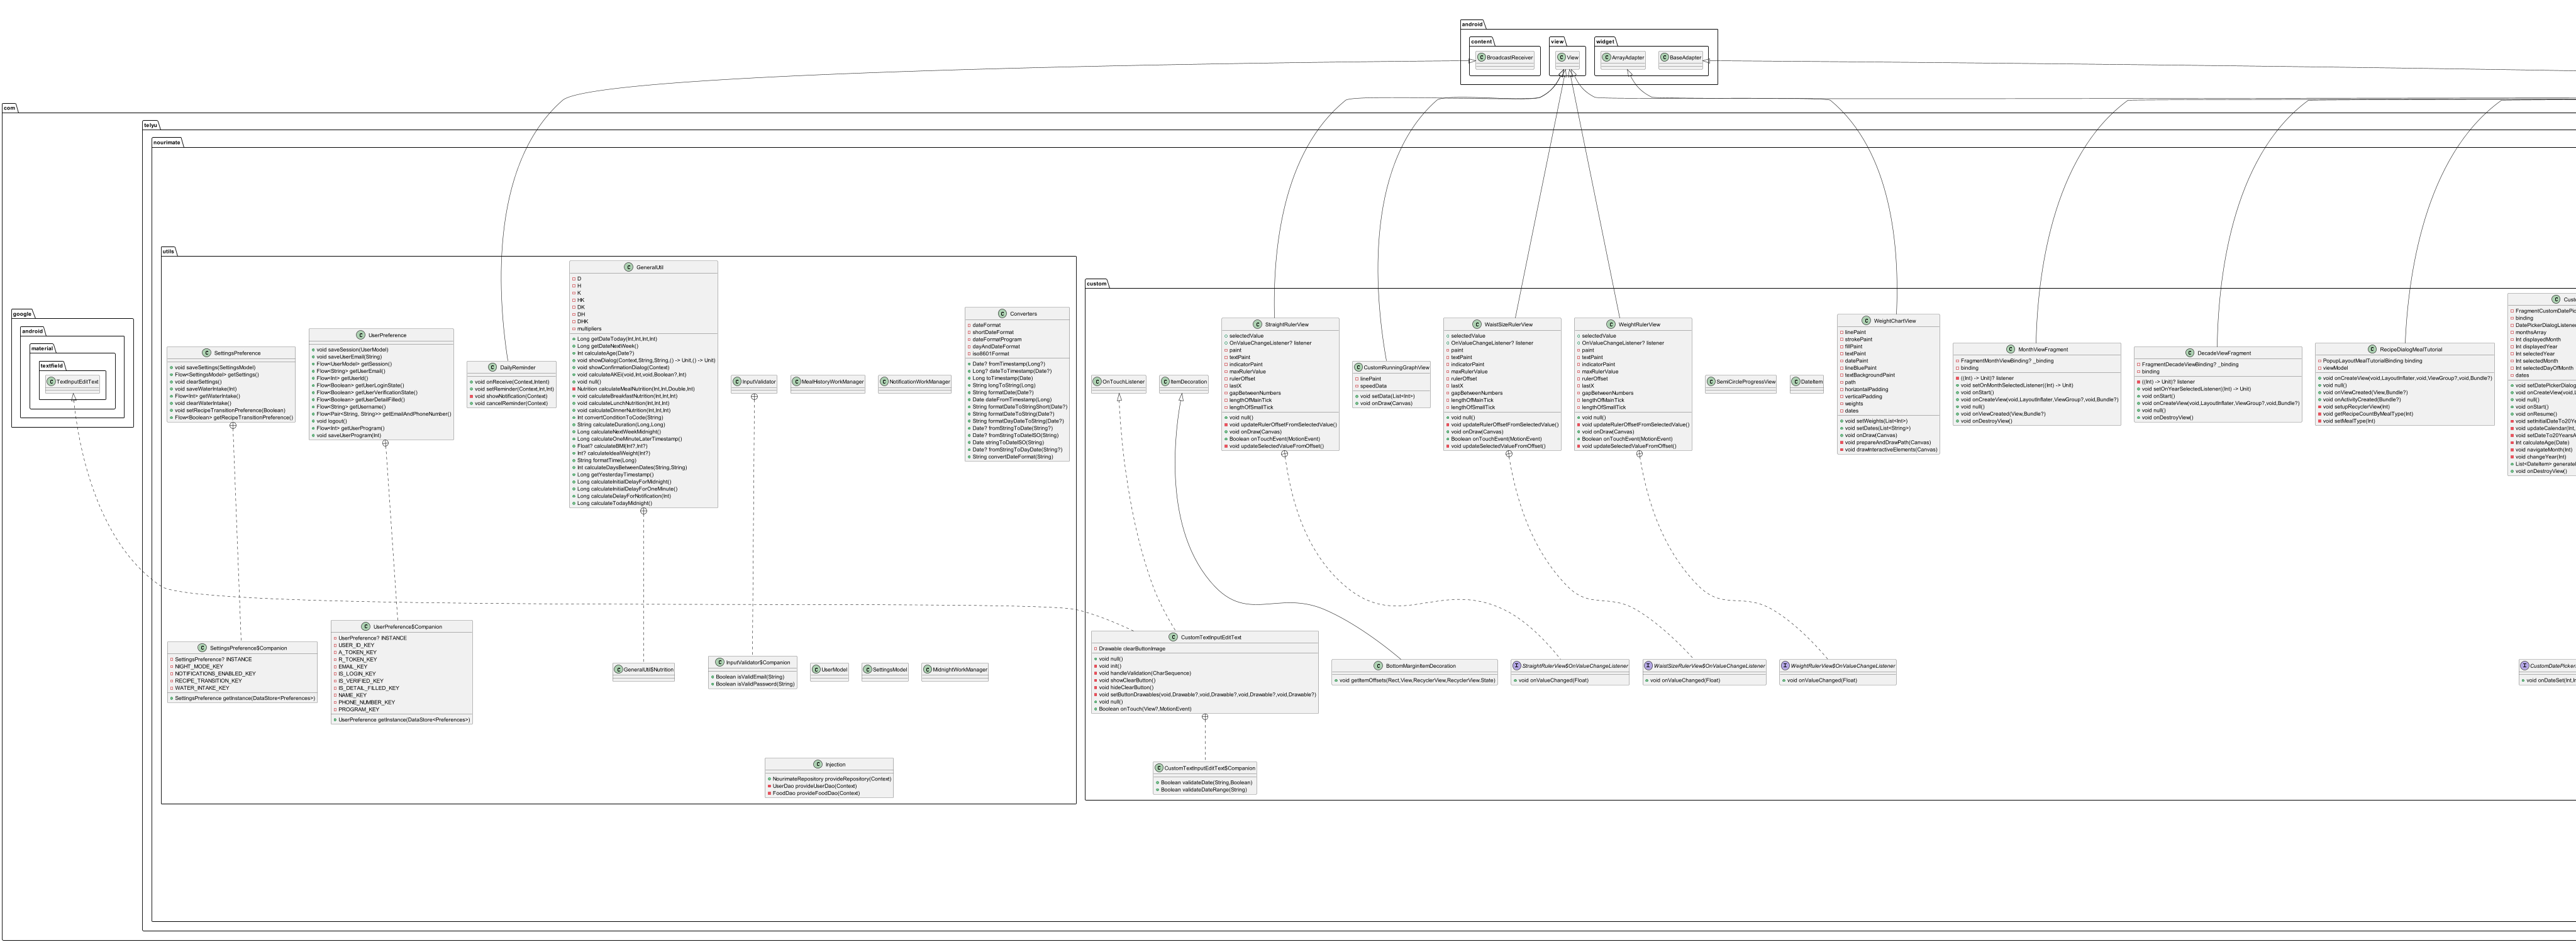 android
content
view
widget
BroadcastReceiver
View
ArrayAdapter
BaseAdapter
com
telyu
nourimate
utils
google
android
material
textfield
TextInputEditText
SettingsPreference
void saveSettings(SettingsModel)
Flow<SettingsModel> getSettings()
void clearSettings()
void saveWaterIntake(Int)
Flow<Int> getWaterIntake()
void clearWaterIntake()
void setRecipeTransitionPreference(Boolean)
Flow<Boolean> getRecipeTransitionPreference()
UserPreference
void saveSession(UserModel)
void saveUserEmail(String)
Flow<UserModel> getSession()
Flow<String> getUserEmail()
Flow<Int> getUserId()
Flow<Boolean> getUserLoginState()
Flow<Boolean> getUserVerificationState()
Flow<Boolean> getUserDetailFilled()
Flow<String> getUsername()
Flow<Pair<String, String>> getEmailAndPhoneNumber()
void logout()
Flow<Int> getUserProgram()
void saveUserProgram(Int)
DailyReminder
void onReceive(Context,Intent)
void setReminder(Context,Int,Int)
void showNotification(Context)
void cancelReminder(Context)
GeneralUtil
D
H
K
HK
DK
DH
DHK
multipliers
Long getDateToday(Int,Int,Int,Int)
Long getDateNextWeek()
Int calculateAge(Date?)
void showDialog(Context,String,String,() -> Unit,() -> Unit)
void showConfirmationDialog(Context)
void calculateAKEi(void,Int,void,Boolean?,Int)
void null()
Nutrition calculateMealNutrition(Int,Int,Double,Int)
void calculateBreakfastNutrition(Int,Int,Int)
void calculateLunchNutrition(Int,Int,Int)
void calculateDinnerNutrition(Int,Int,Int)
Int convertConditionToCode(String)
String calculateDuration(Long,Long)
Long calculateNextWeekMidnight()
Long calculateOneMinuteLaterTimestamp()
Float? calculateBMI(Int?,Int?)
Int? calculateIdealWeight(Int?)
String formatTime(Long)
Int calculateDaysBetweenDates(String,String)
Long getYesterdayTimestamp()
Long calculateInitialDelayForMidnight()
Long calculateInitialDelayForOneMinute()
Long calculateDelayForNotification(Int)
Long calculateTodayMidnight()
InputValidator
MealHistoryWorkManager
NotificationWorkManager
Converters
dateFormat
shortDateFormat
dateFormatProgram
dayAndDateFormat
iso8601Format
Date? fromTimestamp(Long?)
Long? dateToTimestamp(Date?)
Long toTimestamp(Date)
String longToString(Long)
String formatDate(Date?)
Date dateFromTimestamp(Long)
String formatDateToStringShort(Date?)
String formatDateToString(Date?)
String formatDayDateToString(Date?)
Date? fromStringToDate(String?)
Date? fromStringToDateISO(String)
Date stringToDateISO(String)
Date? fromStringToDayDate(String?)
String convertDateFormat(String)
SettingsPreference$Companion
SettingsPreference? INSTANCE
NIGHT_MODE_KEY
NOTIFICATIONS_ENABLED_KEY
RECIPE_TRANSITION_KEY
WATER_INTAKE_KEY
SettingsPreference getInstance(DataStore<Preferences>)
UserPreference$Companion
UserPreference? INSTANCE
USER_ID_KEY
A_TOKEN_KEY
R_TOKEN_KEY
EMAIL_KEY
IS_LOGIN_KEY
IS_VERIFIED_KEY
IS_DETAIL_FILLED_KEY
NAME_KEY
PHONE_NUMBER_KEY
PROGRAM_KEY
UserPreference getInstance(DataStore<Preferences>)
GeneralUtil$Nutrition
InputValidator$Companion
Boolean isValidEmail(String)
Boolean isValidPassword(String)
UserModel
SettingsModel
MidnightWorkManager
Injection
NourimateRepository provideRepository(Context)
UserDao provideUserDao(Context)
FoodDao provideFoodDao(Context)
custom
OnTouchListener
ItemDecoration
StraightRulerView
selectedValue
OnValueChangeListener? listener
paint
textPaint
indicatorPaint
maxRulerValue
rulerOffset
lastX
gapBetweenNumbers
lengthOfMainTick
lengthOfSmallTick
void null()
void updateRulerOffsetFromSelectedValue()
void onDraw(Canvas)
Boolean onTouchEvent(MotionEvent)
void updateSelectedValueFromOffset()
CustomRunningGraphView
linePaint
speedData
void setData(List<Int>)
void onDraw(Canvas)
WaistSizeRulerView
selectedValue
OnValueChangeListener? listener
paint
textPaint
indicatorPaint
maxRulerValue
rulerOffset
lastX
gapBetweenNumbers
lengthOfMainTick
lengthOfSmallTick
void null()
void updateRulerOffsetFromSelectedValue()
void onDraw(Canvas)
Boolean onTouchEvent(MotionEvent)
void updateSelectedValueFromOffset()
WeightRulerView
selectedValue
OnValueChangeListener? listener
paint
textPaint
indicatorPaint
maxRulerValue
rulerOffset
lastX
gapBetweenNumbers
lengthOfMainTick
lengthOfSmallTick
void null()
void updateRulerOffsetFromSelectedValue()
void onDraw(Canvas)
Boolean onTouchEvent(MotionEvent)
void updateSelectedValueFromOffset()
SemiCircleProgressView
DateItem
WeightChartView
linePaint
strokePaint
fillPaint
textPaint
datePaint
lineBluePaint
textBackgroundPaint
path
horizontalPadding
verticalPadding
weights
dates
void setWeights(List<Int>)
void setDates(List<String>)
void onDraw(Canvas)
void prepareAndDrawPath(Canvas)
void drawInteractiveElements(Canvas)
MonthViewFragment
FragmentMonthViewBinding? _binding
binding
((Int) -> Unit)? listener
void setOnMonthSelectedListener((Int) -> Unit)
void onStart()
void onCreateView(void,LayoutInflater,ViewGroup?,void,Bundle?)
void null()
void onViewCreated(View,Bundle?)
void onDestroyView()
DecadeViewFragment
FragmentDecadeViewBinding? _binding
binding
((Int) -> Unit)? listener
void onStart()
void setOnYearSelectedListener((Int) -> Unit)
void onCreateView(void,LayoutInflater,ViewGroup?,void,Bundle?)
void null()
void onDestroyView()
RecipeDialogMealTutorial
PopupLayoutMealTutorialBinding binding
viewModel
void onCreateView(void,LayoutInflater,void,ViewGroup?,void,Bundle?)
void null()
void onViewCreated(View,Bundle?)
void onActivityCreated(Bundle?)
void setupRecyclerView(Int)
void getRecipeCountByMealType(Int)
void setMealType(Int)
Custo
FragmentCustomDatePic
binding
DatePickerDialogListener
monthsArray
Int displayedMonth
Int displayedYear
Int selectedYear
Int selectedMonth
Int selectedDayOfMonth
void setDatePickerDialog
void onCreateView(void,L
void null()
void onStart()
void onResume()
void setInitialDateTo20Ye
void updateCalendar(Int,
void setDateTo20YearsA
Int calculateAge(Date)
void navigateMonth(Int)
void changeYear(Int)
List<DateItem> generateD
void onDestroyView()
CustomTextInputEditText
Drawable clearButtonImage
void null()
void init()
void handleValidation(CharSequence)
void showClearButton()
void hideClearButton()
void setButtonDrawables(void,Drawable?,void,Drawable?,void,Drawable?,void,Drawable?)
void null()
Boolean onTouch(View?,MotionEvent)
BottomMarginItemDecoration
void getItemOffsets(Rect,View,RecyclerView,RecyclerView.State)
StraightRulerView$OnValueChangeListener
void onValueChanged(Float)
WaistSizeRulerView$OnValueChangeListener
void onValueChanged(Float)
WeightRulerView$OnValueChangeListener
void onValueChanged(Float)
CustomDatePicker
void onDateSet(Int,In
CustomTextInputEditText$Companion
Boolean validateDate(String,Boolean)
Boolean validateDateRange(String)